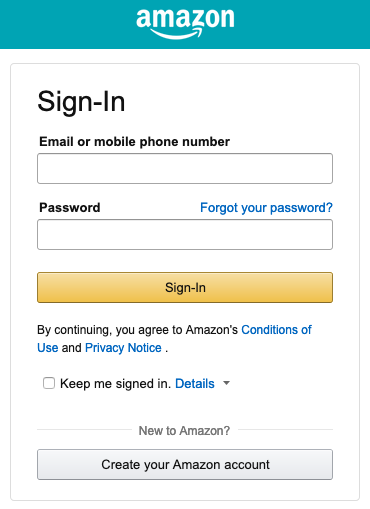 amazon
Sign-In
Email or mobile phone number
Password Forgot your password?
Sign-In
By continuing, you agree to Amazon's Conditions of
Use and Privacy Notice .
Keep me signed in. Details
New to Amazon?
Create your Amazon account